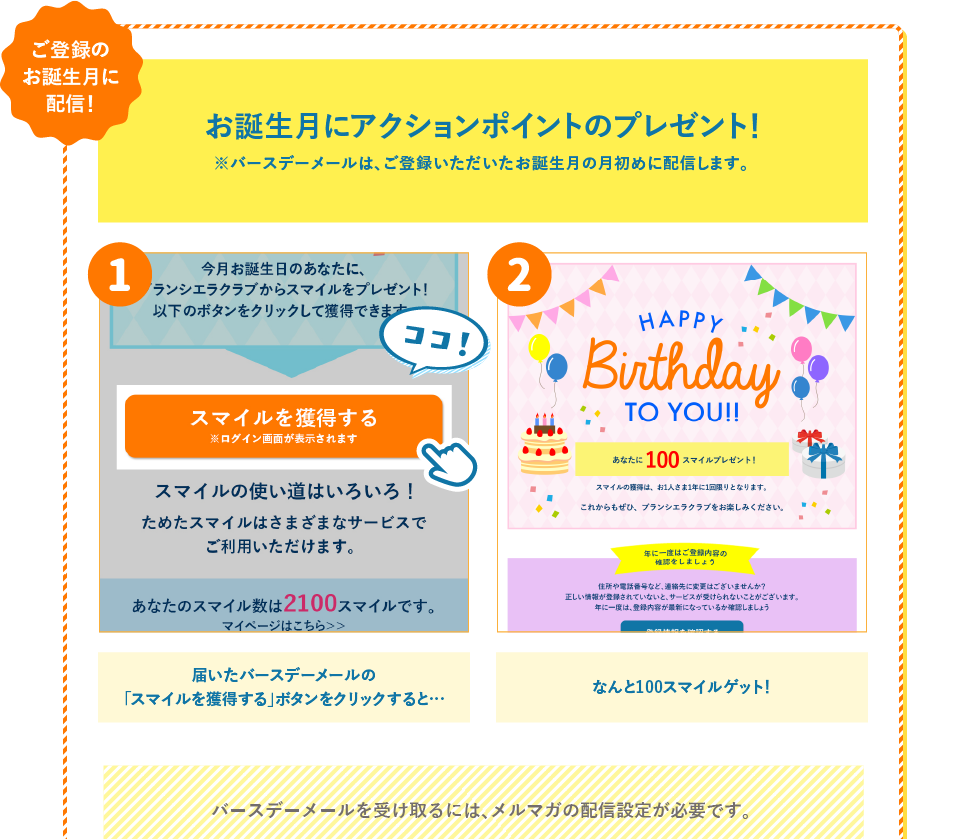 ご登録の
お誕生月に
配信！
お誕生月にアクションポイントのプレゼント！
※バースデーメールは、ご登録いただいたお誕生月の月初めに配信します。
1
今月お誕生日のあなたに、
ブランシエラクラブからスマイルをプレゼント！
以下のボタンをクリックして獲得できます
ココ！
スマイルを獲得する
※ログイン画面が表示されます
スマイルの使い道はいろいろ！
ためたスマイルはさまざまなサービスで
ご利用いただけます。
あなたのスマイル数は2100スマイルです。
マイページはこちら>>
届いたバースデーメールの
「スマイルを獲得する」ボタンをクリックすると…
2
HAPPY
Birthday
TO YOU!!
あなたに 100 スマイルプレゼント！
スマイルの獲得は、お1人さま1年に1回限りとなります。
これからもぜひ、ブランシエラクラブをお楽しみください。
年に一度はご登録内容の
確認をしましょう
住所や電話番号など、連絡先に変更はございませんか？
正しい情報が登録されていないと、サービスが受けられないことがございます。
年に一度は、登録内容が最新になっているか確認しましょう
登録情報を確認する
なんと100スマイルゲット！
バースデーメールを受け取るには、メルマガの配信設定が必要です。